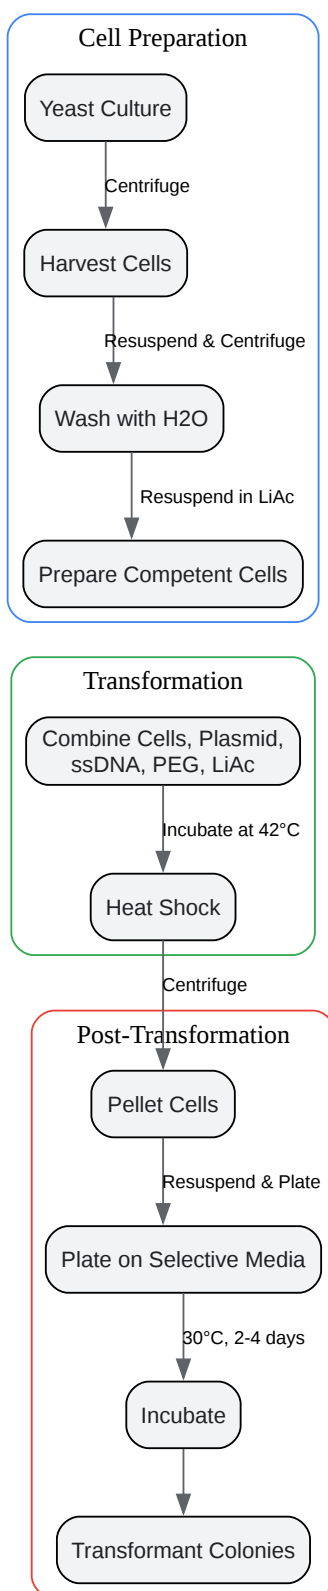 Cell Preparation
Yeast Culture
Centrifuge
Harvest Cells
Resuspend & Centrifuge
Wash with H2O
Resuspend in LiAc
Prepare Competent Cells
Transformation
Combine Cells, Plasmid,
ssDNA, PEG, LiAc
Incubate at 42°C
Heat Shock
Centrifuge
Post-Transformation
Pellet Cells
Resuspend & Plate
Plate on Selective Media
30°C, 2-4 days
Incubate
Transformant Colonies